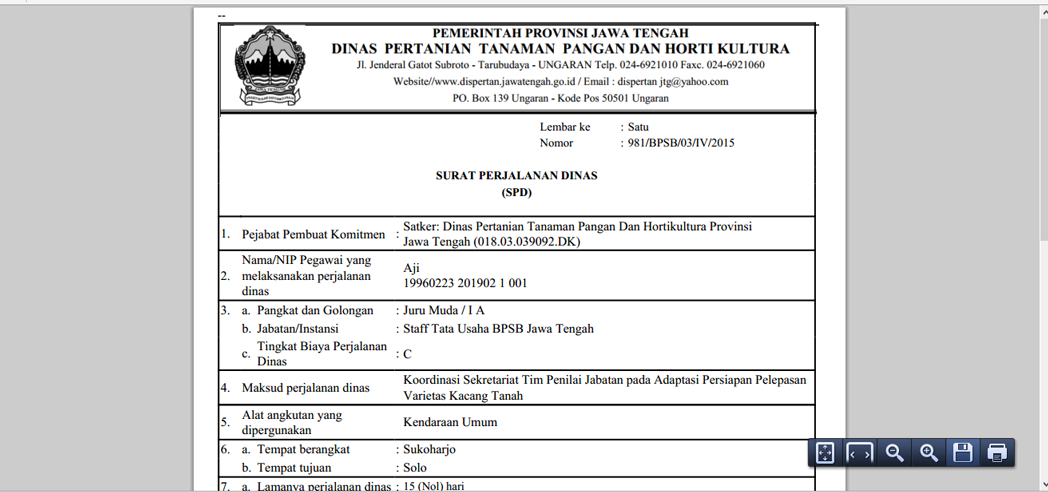 --
PEMERINTAH PROVINSI JAWA TENGAH
DINAS PERTANIAN TANAMAN PANGAN DAN HORTI KULTURA
Jl. Jenderal Gatot Subroto - Tarubudaya - UNGARAN Telp. 024-6921010 Faxc. 024-6921060
Website//www.dispertan.jawatengah.go.id / Email : dispertan jtg@yahoo.com
PO. Box 139 Ungaran - Kode Pos 50501 Ungaran
Lembar ke : Satu
Nomor : 981/BPSB/03/IV/2015
SURAT PERJALANAN DINAS
(SPD)
1. Pejabat Pembuat Komitmen : Satker: Dinas Pertanian Tanaman Pangan Dan Hortikultura Provinsi
Jawa Tengah (018.03.039092.DK)
2. Nama/NIP Pegawai yang
melaksanakan perjalanan
dinas
Aji
19960223 201902 1 001
3. a. Pangkat dan Golongan : Juru Muda / I A
b. Jabatan/Instansi : Staff Tata Usaha BPSB Jawa Tengah
c. Tingkat Biaya Perjalanan
Dinas : C
4. Maksud perjalanan dinas
Koordinasi Sekretariat Tim Penilai Jabatan pada Adaptasi Persiapan Pelepasan
Varietas Kacang Tanah
5. Alat angkutan yang
dipergunakan
Kendaraan Umum
6. a. Tempat berangkat : Sukoharjo
b. Tempat tujuan : Solo
7. a. Lamanya perjalanan dinas : 15 (Nol) hari